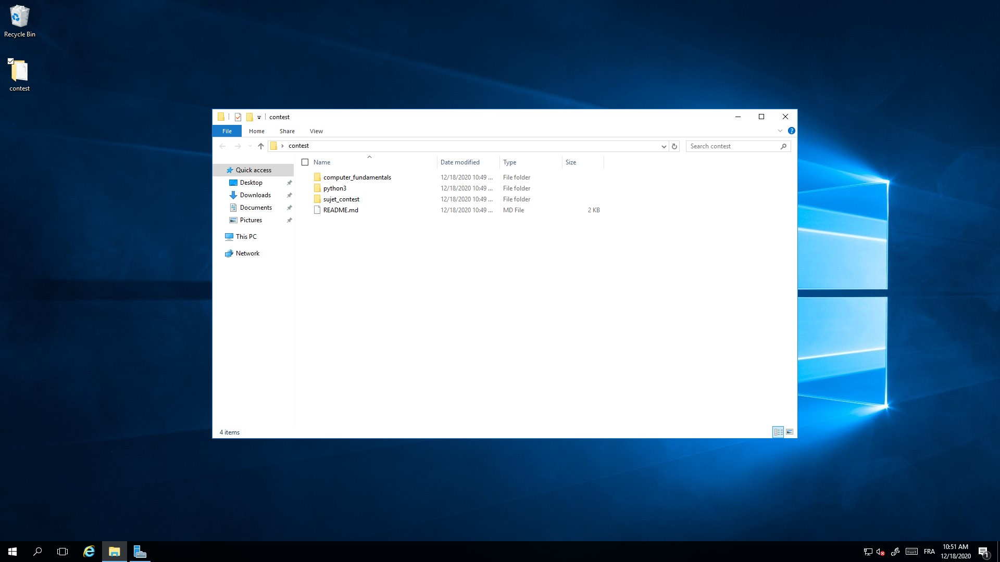 Recycle Bin
contest
contest
File Home Share View
contest
Search contest
Name Date modified Type Size
Quick access
Desktop
Downloads
Documents
Pictures
This PC
Network
computer_fundamentals 12/18/2020 10:49 ... File folder
python3 12/18/2020 10:49 ... File folder
sujet_contest 12/18/2020 10:49 ... File folder
README.md 12/18/2020 10:49 ... MD File 2 KB
4 items
FRA
10:51 AM
12/18/2020
1